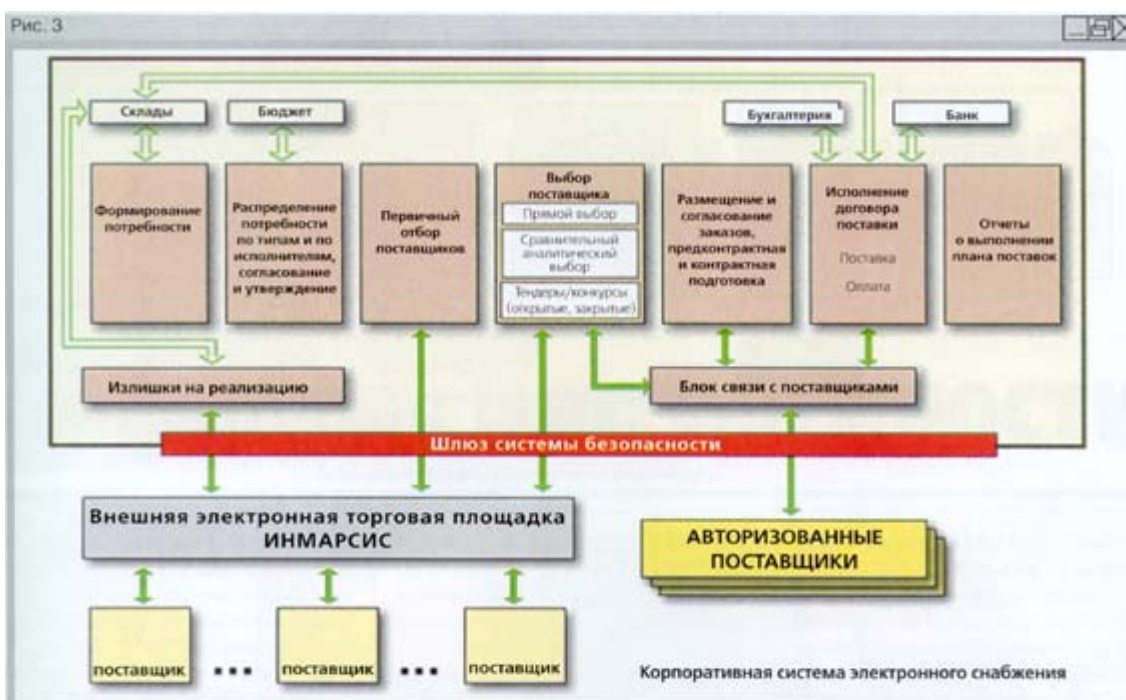 Рис. 3
Склады
Бюджет
Бухгалтерия
Банк
Формирование
потребности
Распределение
потребности
по типам и по
исполнителям,
согласование
и утверждение
Первичный
отбор
поставщиков
Выбор
поставщика
Прямой выбор
Сравнительный
аналитический
выбор
Тендеры/конкурсы
(открытые, закрытые)
Размещение и
согласование
заказов,
предконтрактная
и контрактная
подготовка
Исполнение
договора
поставки
Поставка
Оплата
Отчеты
о выполнении
плана поставок
Излишки на реализацию
Блок связи с поставщиками
Шлюз системы безопасности
Внешняя электронная торговая площадка
ИНМАРСИС
АВТОРИЗОВАННЫЕ
ПОСТАВЩИКИ
поставщик ... поставщик ... поставщик
Корпоративная система электронного снабжения